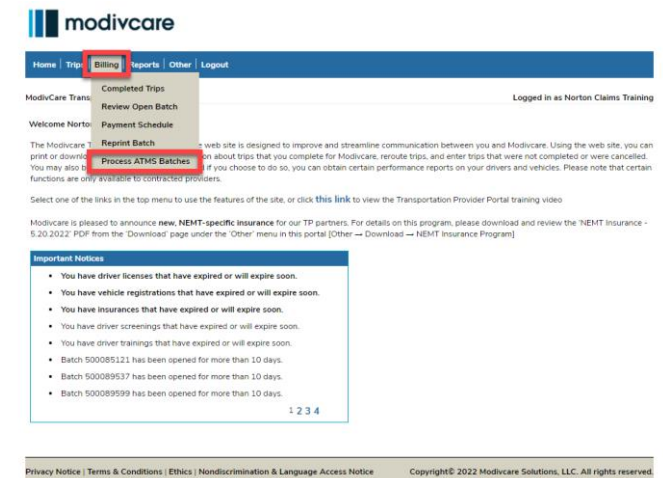 modivcare
Home | Trips | Billing | Reports | Other | Logout
Completed Trips
ModivCare Trans
Logged in as Norton Claims Training
Review Open Batch
Welcome Norto
Payment Schedule
Reprint Batch
The Modivcare T web site is designed to improve and streamline communication between you and Modivcare. Using the web site, you can
Process ATMS Batches
print or downlo on about trips that you complete for Modivcare, reroute trips, and enter trips that were not completed or were cancelled.
You may also b if you choose to do so, you can obtain certain performance reports on your drivers and vehicles. Please note that certain
functions are only available to contracted providers.
Select one of the links in the top menu to use the features of the site, or click this link to view the Transportation Provider Portal training video
Modivcare is pleased to announce new, NEMT-specific insurance for our TP partners. For details on this program, please download and review the 'NEMT Insurance -
5.20.2022' PDF from the 'Download' page under the 'Other' menu in this portal [Other → Download → NEMT Insurance Program]
Important Notices
• You have driver licenses that have expired or will expire soon.
• You have vehicle registrations that have expired or will expire soon.
• You have insurances that have expired or will expire soon.
• You have driver screenings that have expired or will expire soon.
• You have driver trainings that have expired or will expire soon.
• Batch 500085121 has been opened for more than 10 days.
• Batch 500089537 has been opened for more than 10 days.
• Batch 500089599 has been opened for more than 10 days.
1 2 3 4
Privacy Notice | Terms & Conditions | Ethics | Nondiscrimination & Language Access Notice
Copyright© 2022 Modivcare Solutions, LLC. All rights reserved.